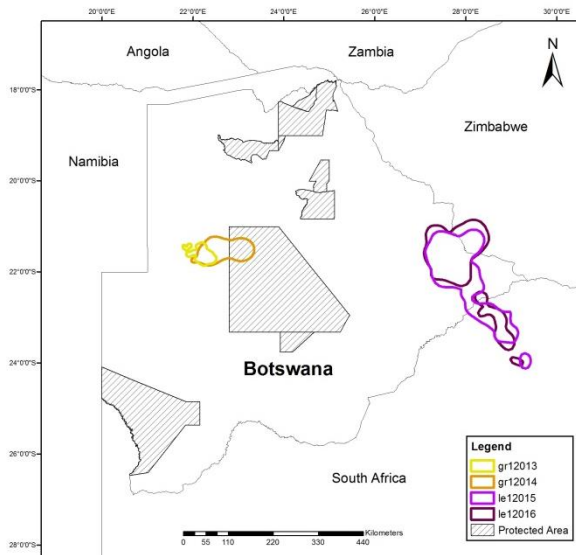 20°0'0"E 22°0'0"E 24°0'0"E 26°0'0"E 28°0'0"E 30°0'0"E
Angola
Zambia
N
18°0'0"S
Zimbabwe
Namibia
20°0'0"S
22°0'0"S
24°0'0"S
Botswana
26°0'0"S
South Africa
28°0'0"S
Legend
gr12013
gr12014
le12015
le12016
Protected Area
Kilometers
0 55 110 220 330 440